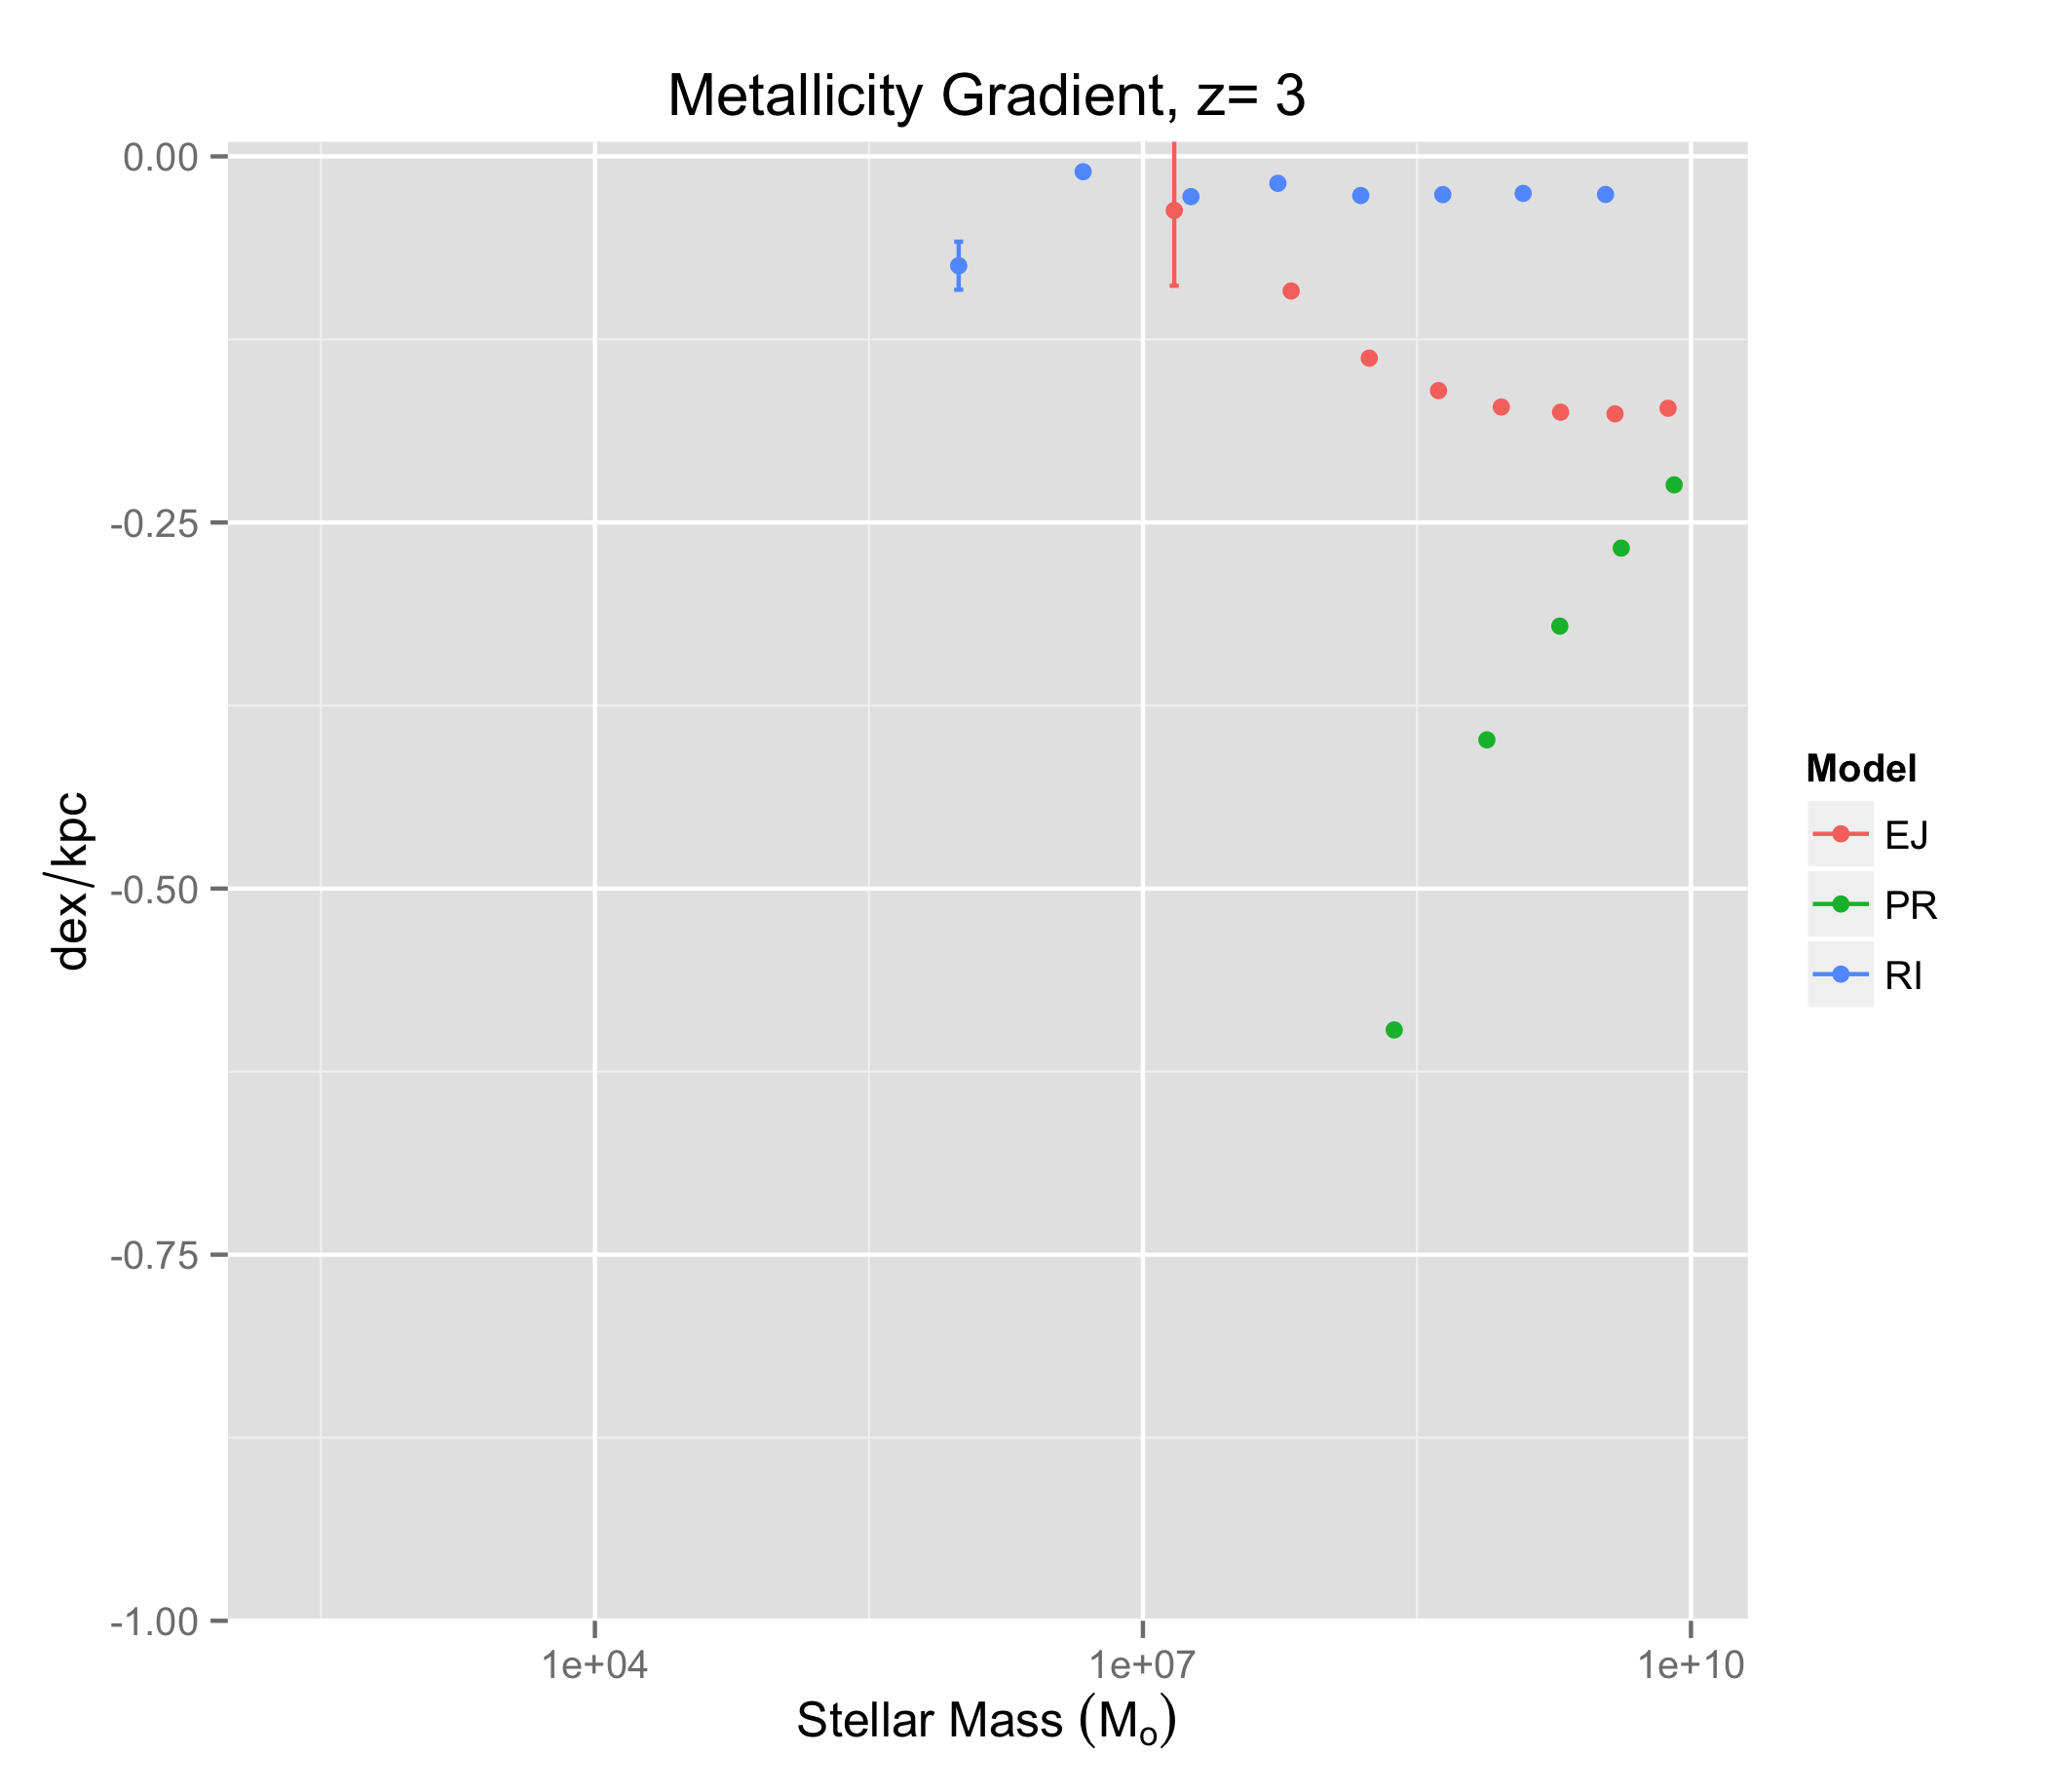 Metallicity Gradient, z= 3
0.00
-0.25
-0.50
-0.75
-1.00
dex/kpc
1e+04
1e+07
1e+10
Stellar Mass (Mo)
Model
EJ
PR
RI